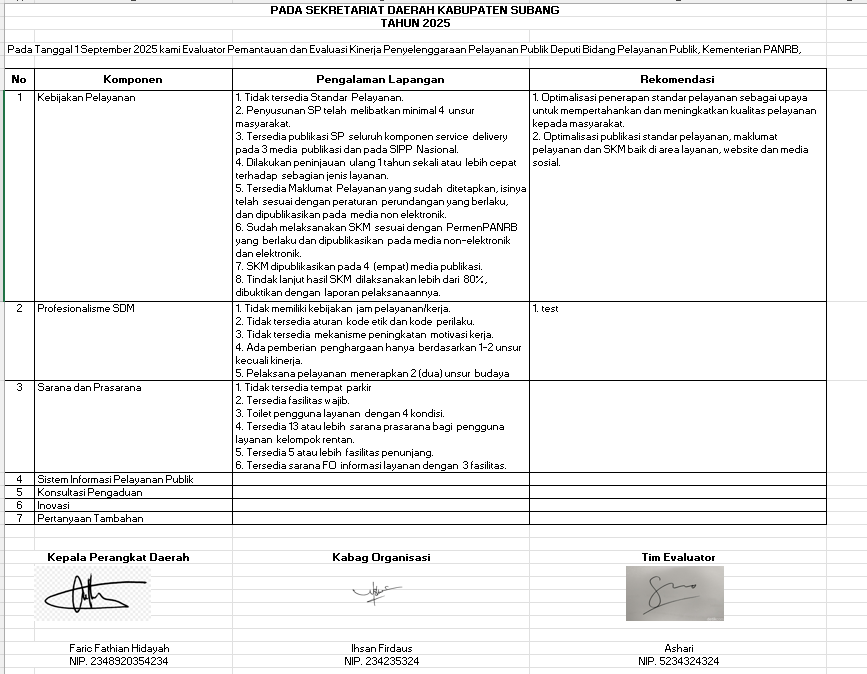 PADA SEKRETARIAT DAERAH KABUPATEN SUBANG
TAHUN 2025
Pada Tanggal 1 September 2025 kami Evaluator Pemantauan dan Evaluasi Kinerja Penyelenggaraan Pelayanan Publik Deputi Bidang Pelayanan Publik, Kementerian PANRB,
No Komponen Pengalaman Lapangan Rekomendasi
1 Kebijakan Pelayanan
1. Tidak tersedia Standar Pelayanan.
2. Penyusunan SP telah melibatkan minimal 4 unsur
masyarakat.
3. Tersedia publikasi SP seluruh komponen service delivery
pada 3 media publikasi dan pada SIPP Nasional.
4. Dilakukan peninjauan ulang 1 tahun sekali atau lebih cepat
terhadap sebagian jenis layanan.
5. Tersedia Maklumat Pelayanan yang sudah ditetapkan, isinya
telah sesuai dengan peraturan perundangan yang berlaku,
dan dipublikasikan pada media non elektronik.
6. Sudah melaksanakan SKM sesuai dengan PermenPANRB
yang berlaku dan dipublikasikan pada media non-elektronik
dan elektronik.
7. SKM dipublikasikan pada 4 (empat) media publikasi.
8. Tindak lanjut hasil SKM dilaksanakan lebih dari 80%,
dibuktikan dengan laporan pelaksanaannya.
1. Optimalisasi penerapan standar pelayanan sebagai upaya
untuk mempertahankan dan meningkatkan kualitas pelayanan
kepada masyarakat.
2. Optimalisasi publikasi standar pelayanan, maklumat
pelayanan dan SKM baik di area layanan, website dan media
sosial.
2 Profesionalisme SDM
1. Tidak memiliki kebijakan jam pelayanan/kerja.
2. Tidak tersedia aturan kode etik dan kode perilaku.
3. Tidak tersedia mekanisme peningkatan motivasi kerja.
4. Ada pemberian penghargaan hanya berdasarkan 1-2 unsur
kecuali kinerja.
5. Pelaksana pelayanan menerapkan 2 (dua) unsur budaya
1. test
3 Sarana dan Prasarana
1. Tidak tersedia tempat parkir
2. Tersedia fasilitas wajib.
3. Toilet pengguna layanan dengan 4 kondisi.
4. Tersedia 13 atau lebih sarana prasarana bagi pengguna
layanan kelompok rentan.
5. Tersedia 5 atau lebih fasilitas penunjang.
6. Tersedia sarana FO informasi layanan dengan 3 fasilitas.
4 Sistem Informasi Pelayanan Publik
5 Konsultasi Pengaduan
6 Inovasi
7 Pertanyaan Tambahan
Kepala Perangkat Daerah Kabag Organisasi Tim Evaluator
Faric Fathian Hidayah Ihsan Firdaus Ashari
NIP. 2348920354234 NIP. 234235324 NIP. 5234324324